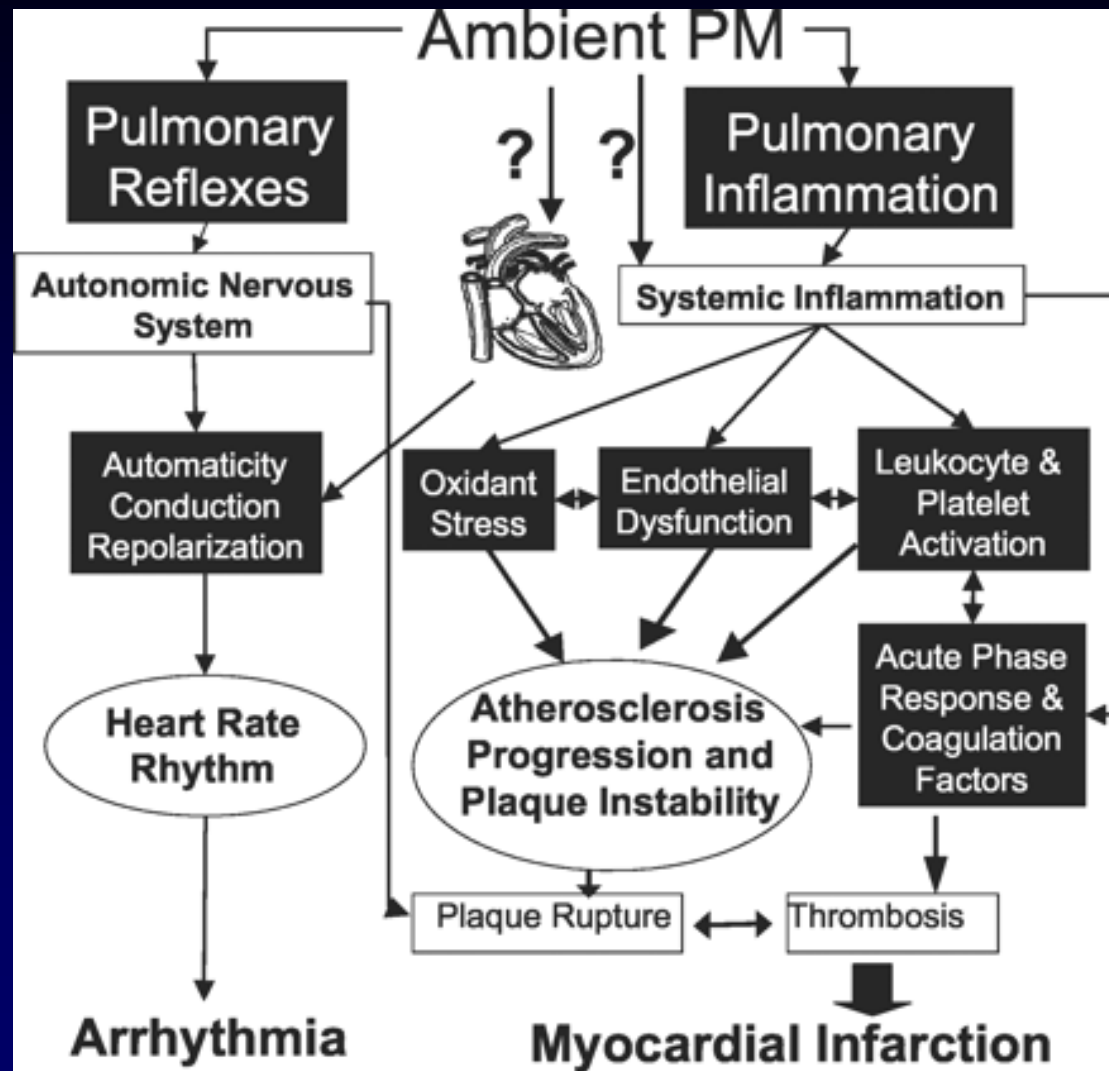 Ambient PM
Pulmonary
Reflexes
?
?
Pulmonary
Inflammation
Autonomic Nervous
System
Systemic Inflammation
Automaticity
Conduction
Repolarization
Oxidant
Stress
Endothelial
Dysfunction
Leukocyte &
Platelet
Activation
Heart Rate
Rhythm
Atherosclerosis
Progression and
Plaque Instability
Acute Phase
Response &
Coagulation
Factors
Plaque Rupture
Thrombosis
Arrhythmia
Myocardial Infarction